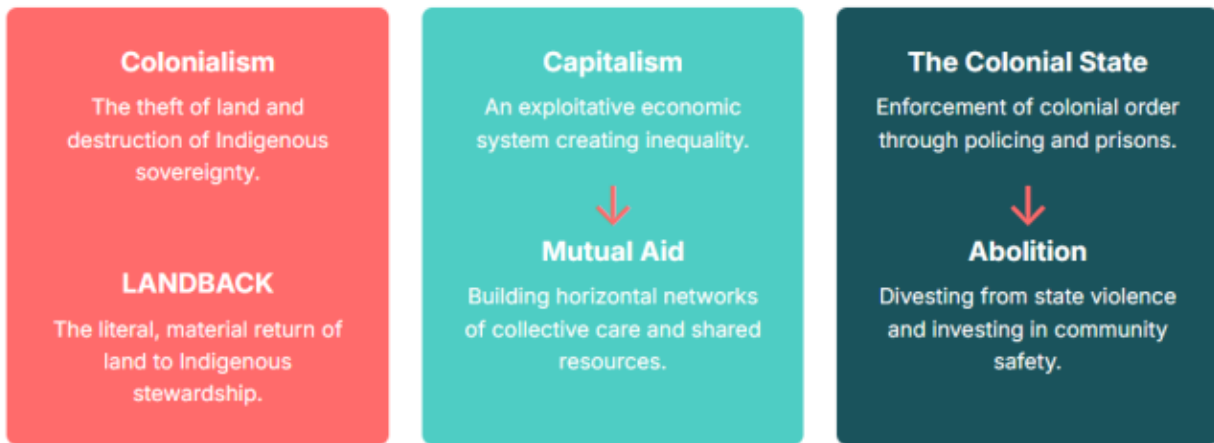 Colonialism
The theft of land and
destruction of Indigenous
sovereignty.
LANDBACK
The literal, material return of
land to Indigenous
stewardship.
Capitalism
An exploitative economic
system creating inequality.
Mutual Aid
Building horizontal networks
of collective care and shared
resources.
The Colonial State
Enforcement of colonial order
through policing and prisons.
Abolition
Divesting from state violence
and investing in community
safety.